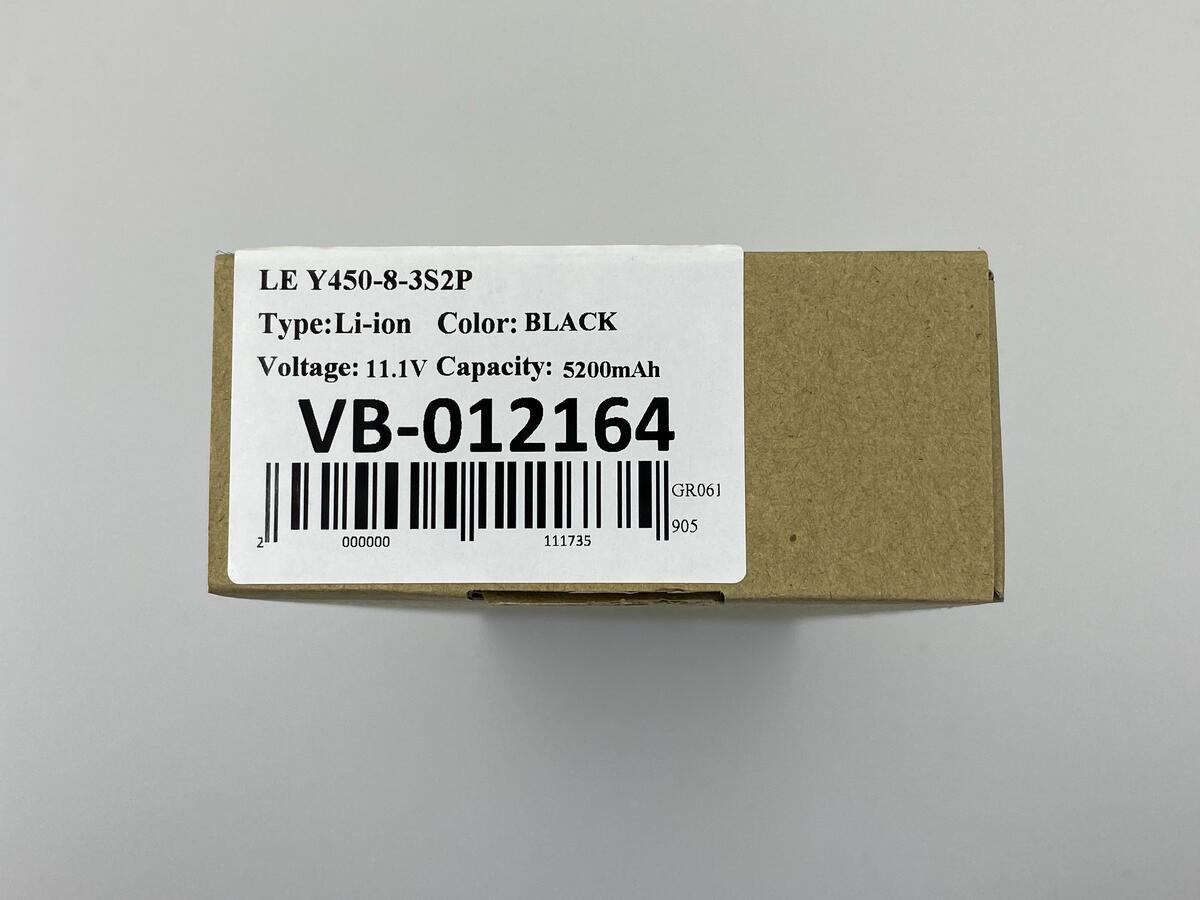 LE Y450-8-3S2P
Type:Li-ion Color: BLACK
Voltage: 11.1V Capacity: 5200mAh
VB-012164
GR061
905
2 000000 111735